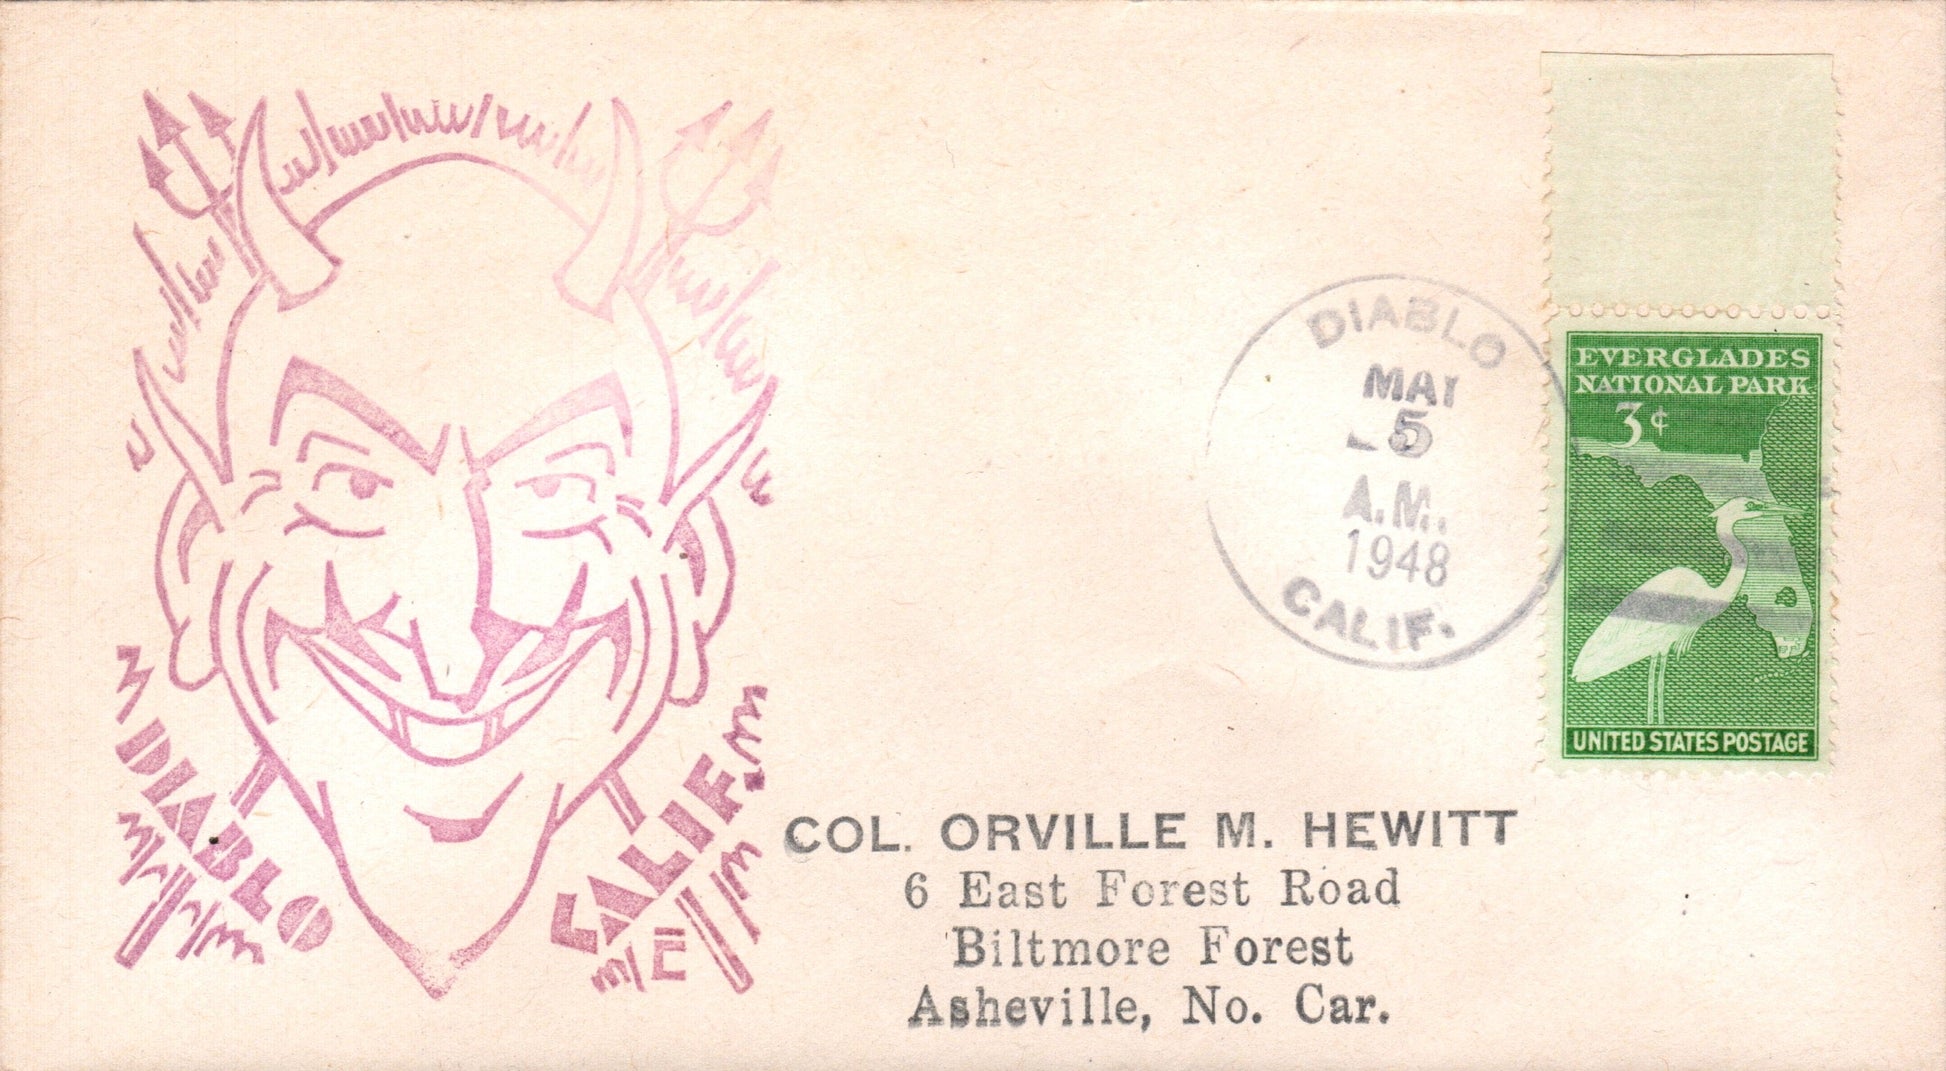 DIABLO
CALIF.
DIABLO
MAY
5
A.M.
1948
CALIF.
EVERGLADES
NATIONAL PARK
3¢
UNITED STATES POSTAGE
COL. ORVILLE M. HEWITT
6 East Forest Road
Biltmore Forest
Asheville, No. Car.